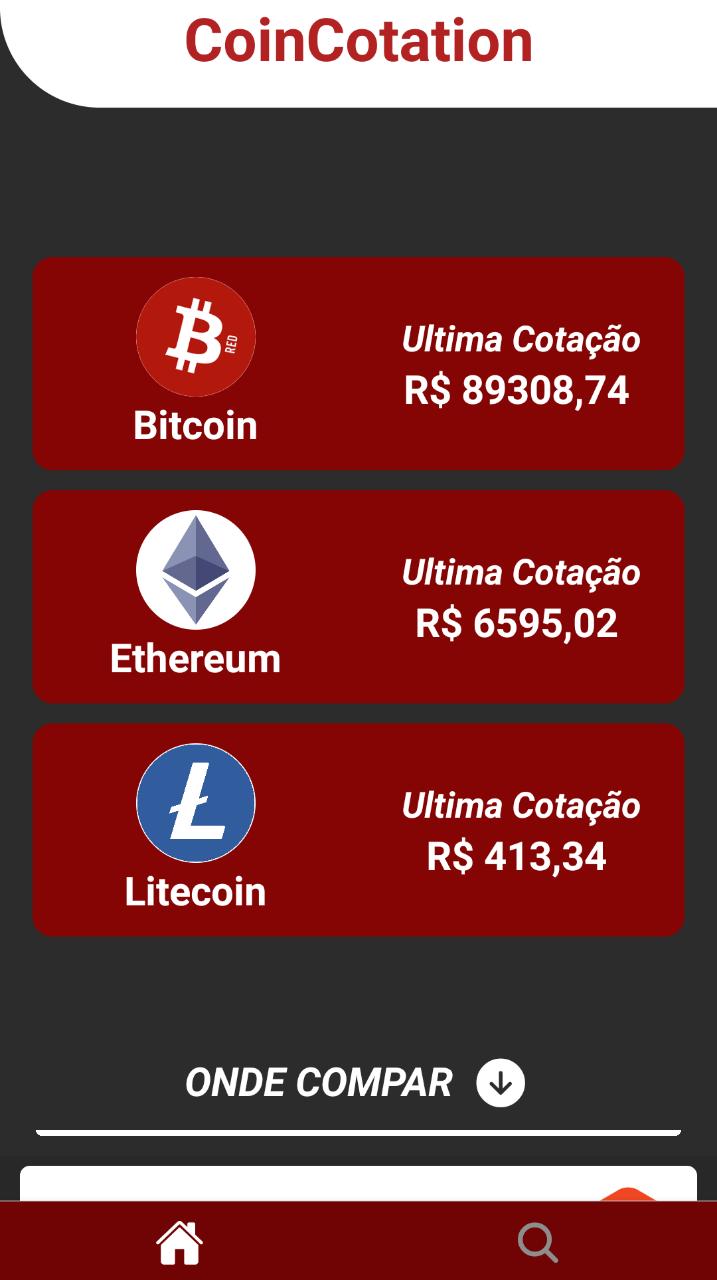 CoinCotation
RED
Bitcoin
Ultima Cotação
R$ 89308,74
Ethereum
Ultima Cotação
R$ 6595,02
Litecoin
Ultima Cotação
R$ 413,34
ONDE COMPAR